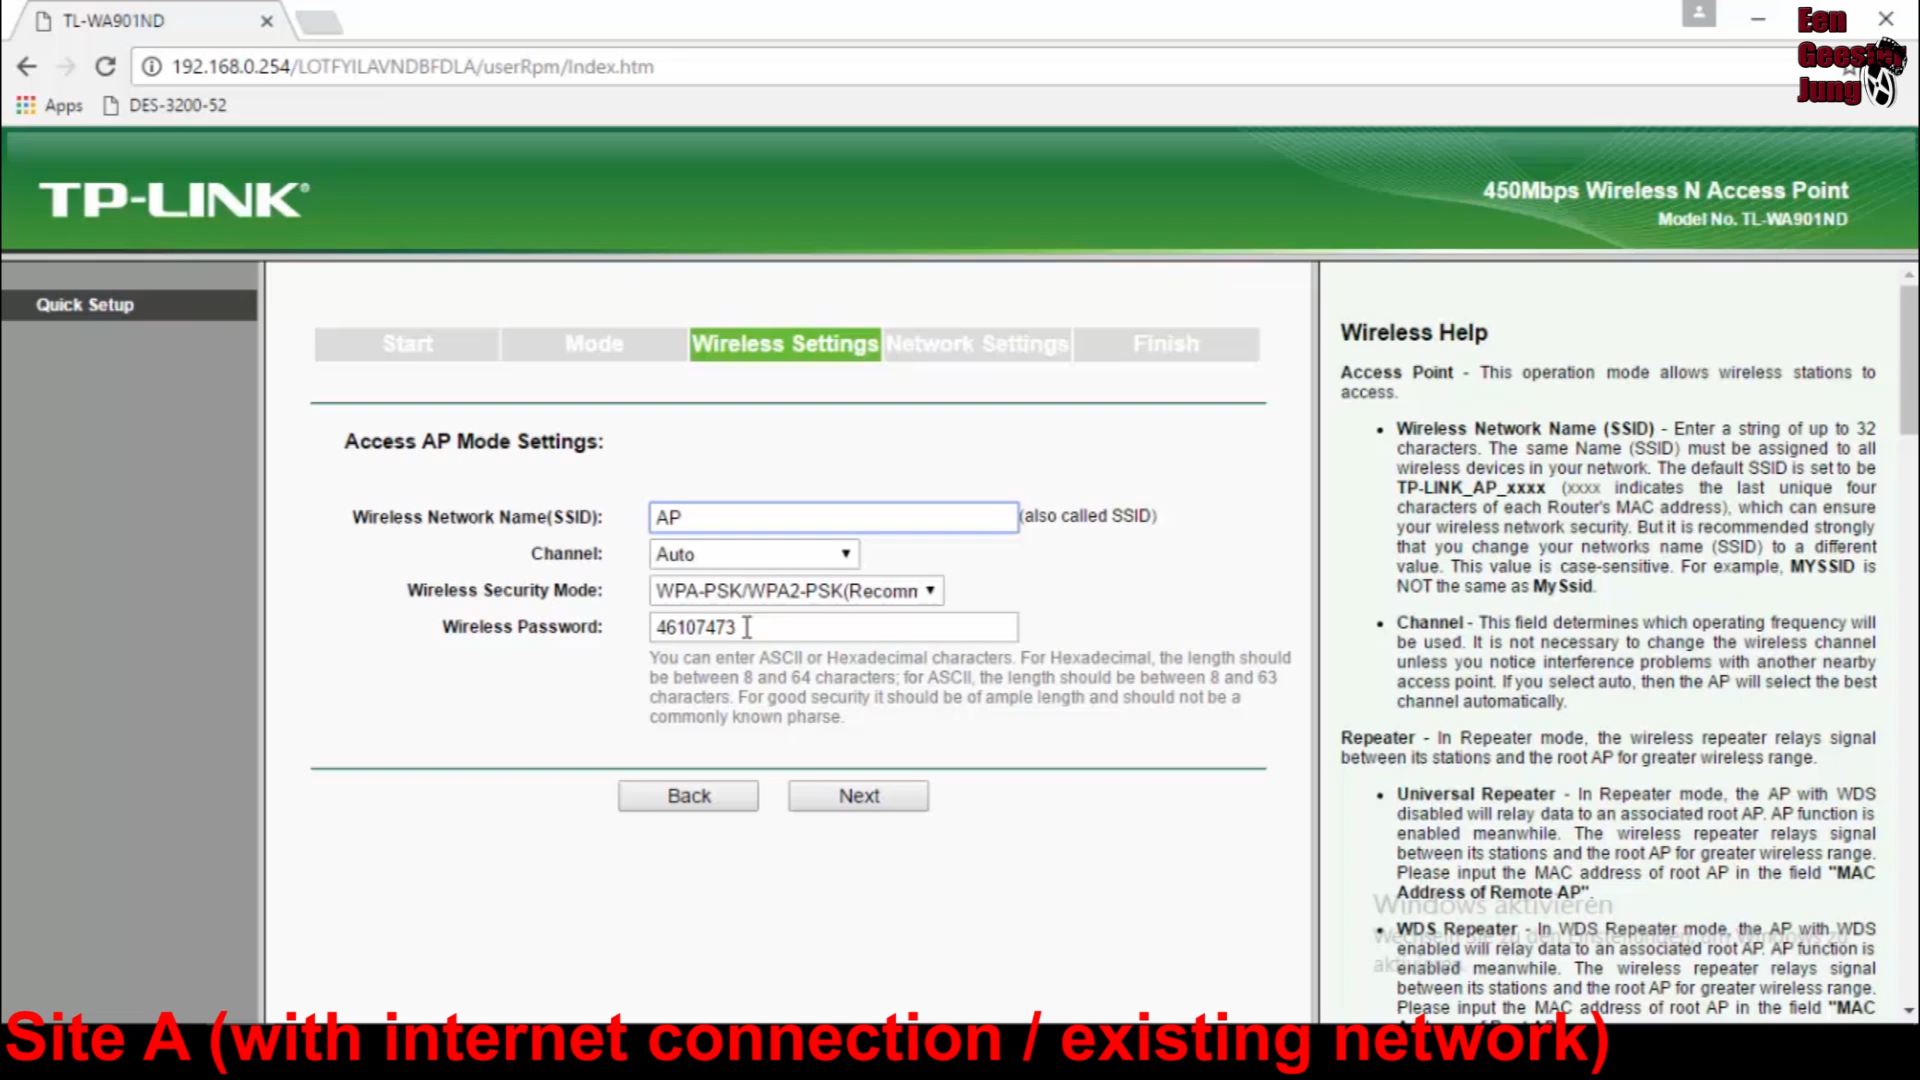 TL-WA901ND
Een
Geester
Jung
192.168.0.254/LOTFYILAVNDBFDLA/userRpm/Index.htm
Apps
DES-3200-52
TP-LINK®
450Mbps Wireless N Access Point
Model No. TL-WA901ND
Quick Setup
Start
Mode
Wireless Settings
Network Settings
Finish
Access AP Mode Settings:
Wireless Network Name(SSID):
AP
(also called SSID)
Channel:
Auto
Wireless Security Mode:
WPA-PSK/WPA2-PSK(Recomn
Wireless Password:
46107473
You can enter ASCII or Hexadecimal characters. For Hexadecimal, the length should
be between 8 and 64 characters; for ASCII, the length should be between 8 and 63
characters. For good security it should be of ample length and should not be a
commonly known pharse.
Back
Next
Wireless Help
Access Point - This operation mode allows wireless stations to
access.
• Wireless Network Name (SSID) - Enter a string of up to 32
characters. The same Name (SSID) must be assigned to all
wireless devices in your network. The default SSID is set to be
TP-LINK_AP_xxxx (xxxx indicates the last unique four
characters of each Router's MAC address), which can ensure
your wireless network security. But it is recommended strongly
that you change your networks name (SSID) to a different
value. This value is case-sensitive. For example, MYSSID is
NOT the same as MySsid.
• Channel - This field determines which operating frequency will
be used. It is not necessary to change the wireless channel
unless you notice interference problems with another nearby
access point. If you select auto, then the AP will select the best
channel automatically.
Repeater - In Repeater mode, the wireless repeater relays signal
between its stations and the root AP for greater wireless range.
• Universal Repeater - In Repeater mode, the AP with WDS
disabled will relay data to an associated root AP. AP function is
enabled meanwhile. The wireless repeater relays signal
between its stations and the root AP for greater wireless range.
Please input the MAC address of root AP in the field "MAC
Address of Remote AP".
Windows aktivieren
• WDS Repeater - In WDS Repeater mode, the AP with WDS
enabled will relay data to an associated root AP. AP function is
enabled meanwhile. The wireless repeater relays signal
between its stations and the root AP for greater wireless range.
Please input the MAC address of root AP in the field "MAC
Site A (with internet connection / existing network)